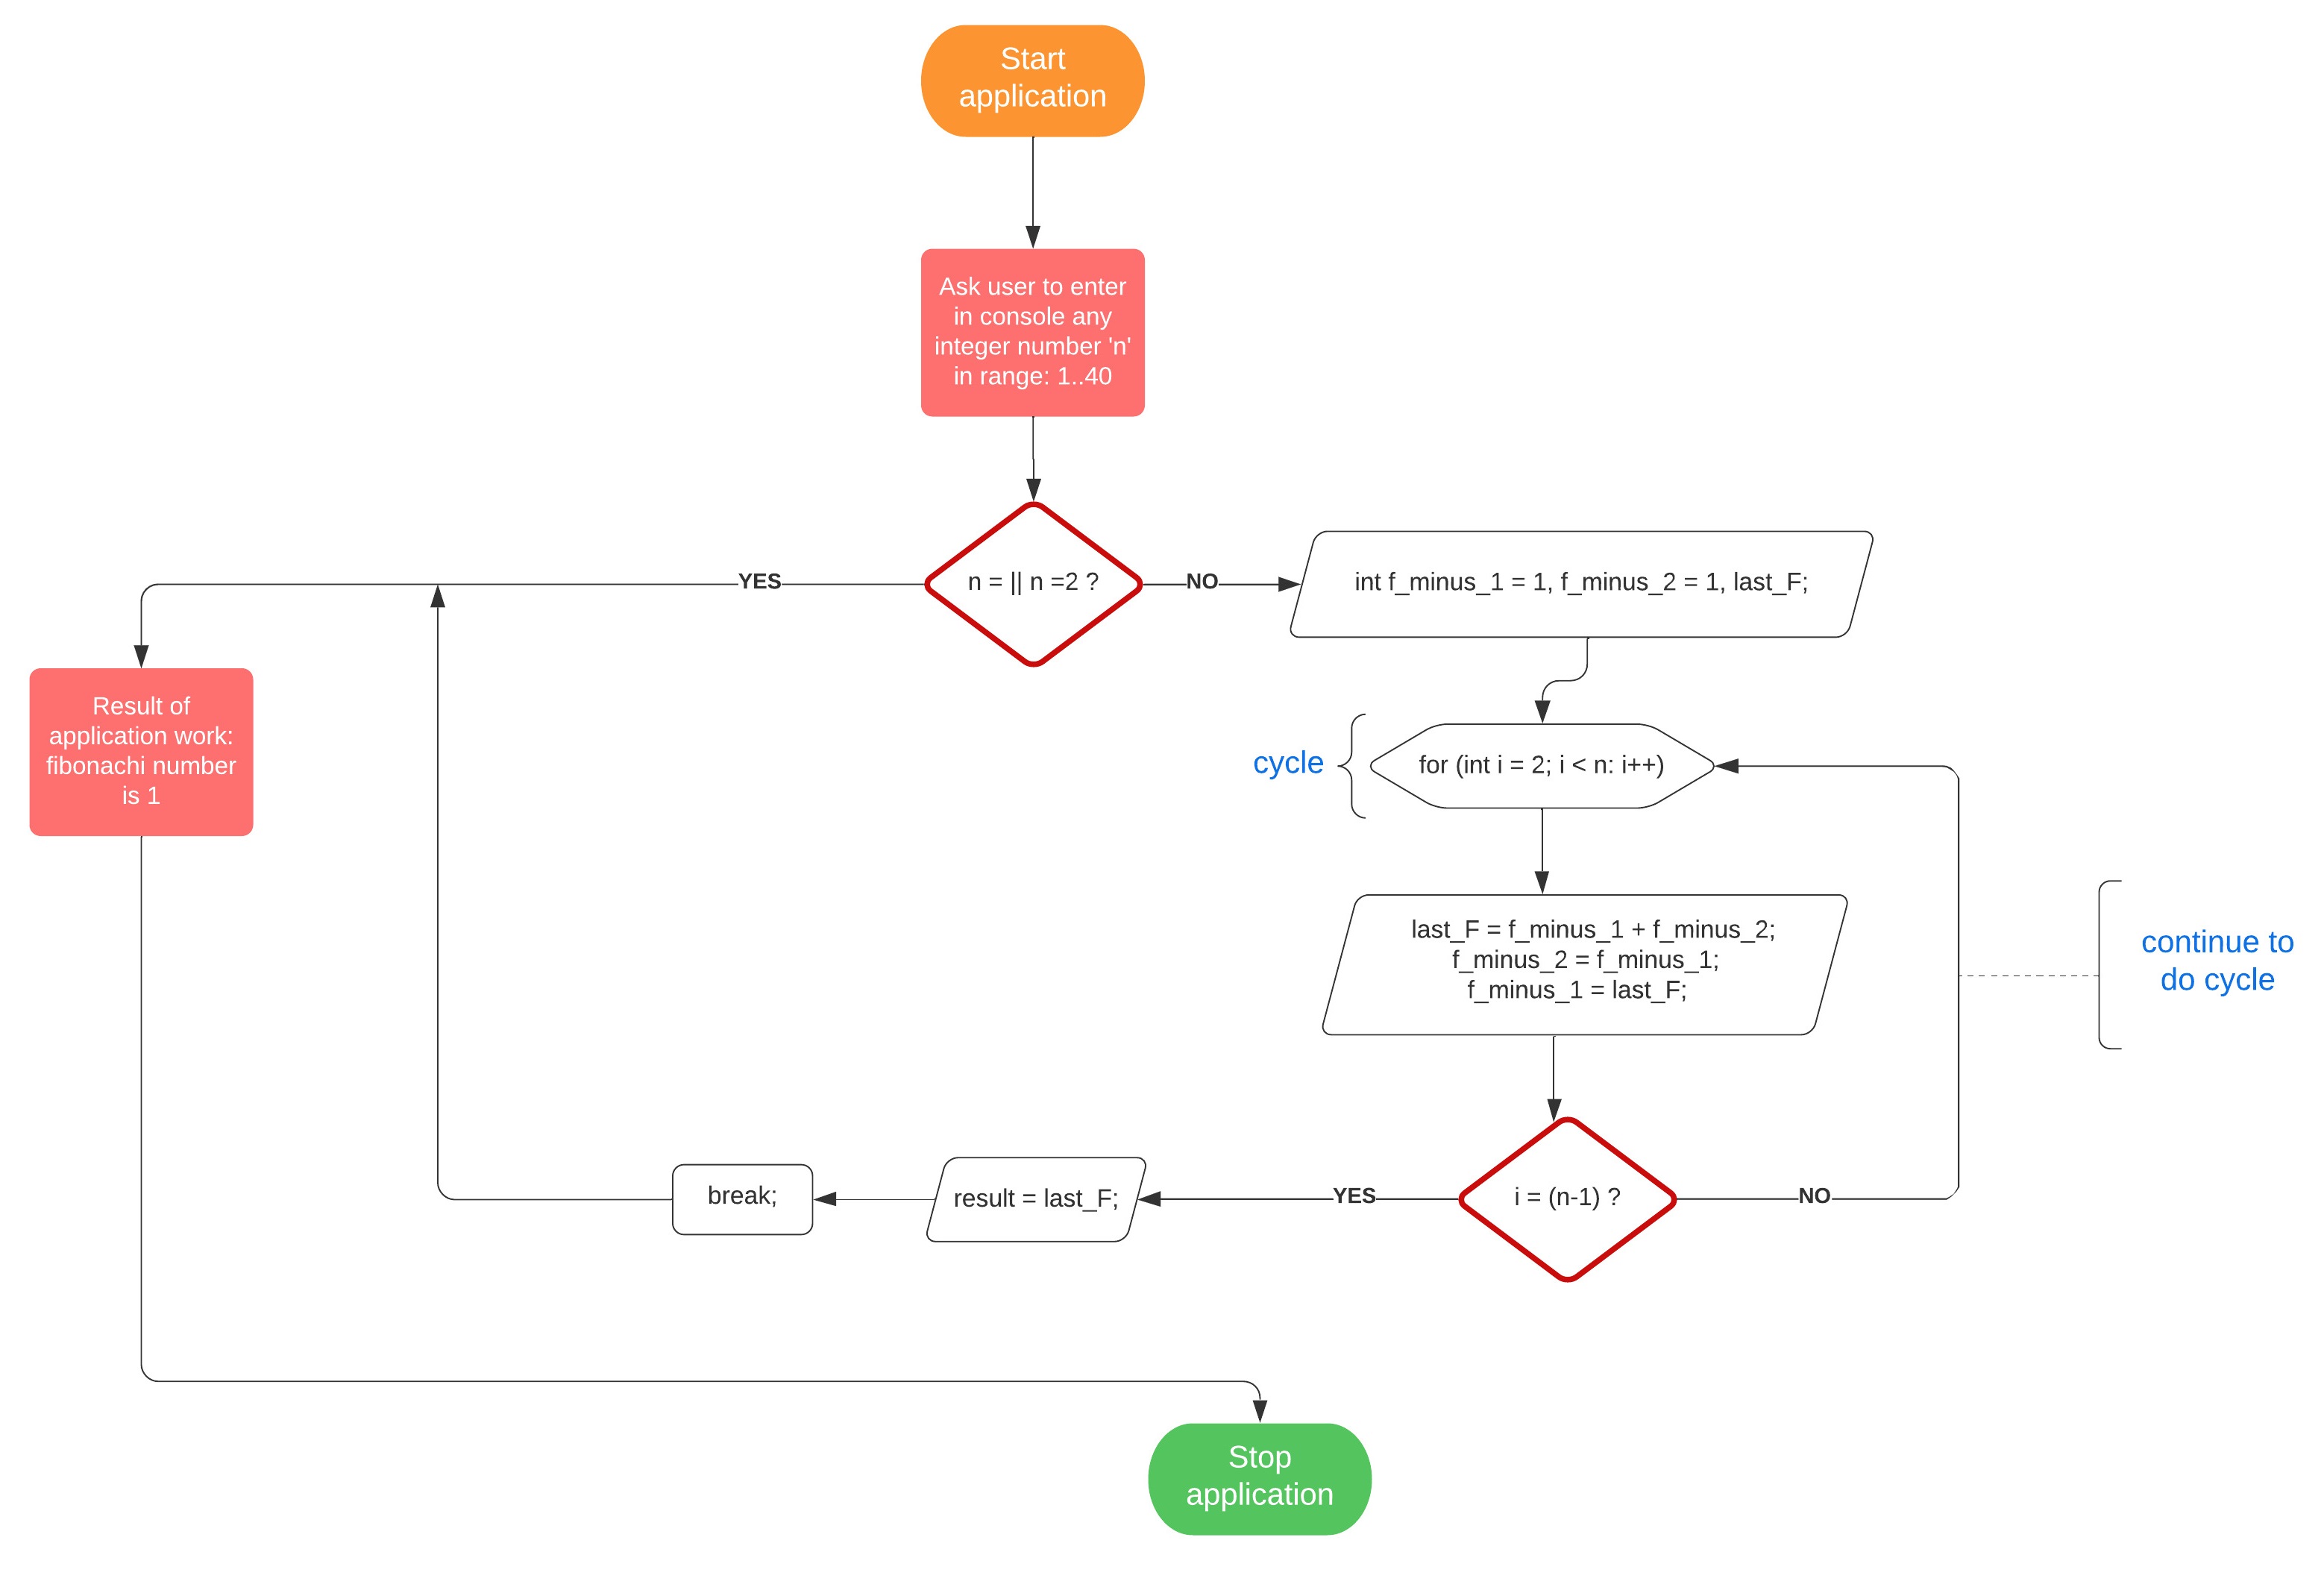 Start
application
Ask user to enter
in console any
integer number 'n'
in range: 1..40
n = || n =2 ?
YES
NO
int f_minus_1 = 1, f_minus_2 = 1, last_F;
Result of
application work:
fibonachi number
is 1
cycle
for (int i = 2; i < n: i++)
last_F = f_minus_1 + f_minus_2;
f_minus_2 = f_minus_1;
f_minus_1 = last_F;
continue to
do cycle
i = (n-1) ?
YES
NO
result = last_F;
break;
Stop
application